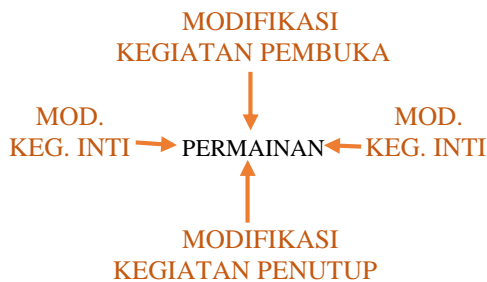 MODIFIKASI
KEGIATAN PEMBUKA
MOD.
KEG. INTI
PERMAINAN
MOD.
KEG. INTI
MODIFIKASI
KEGIATAN PENUTUP